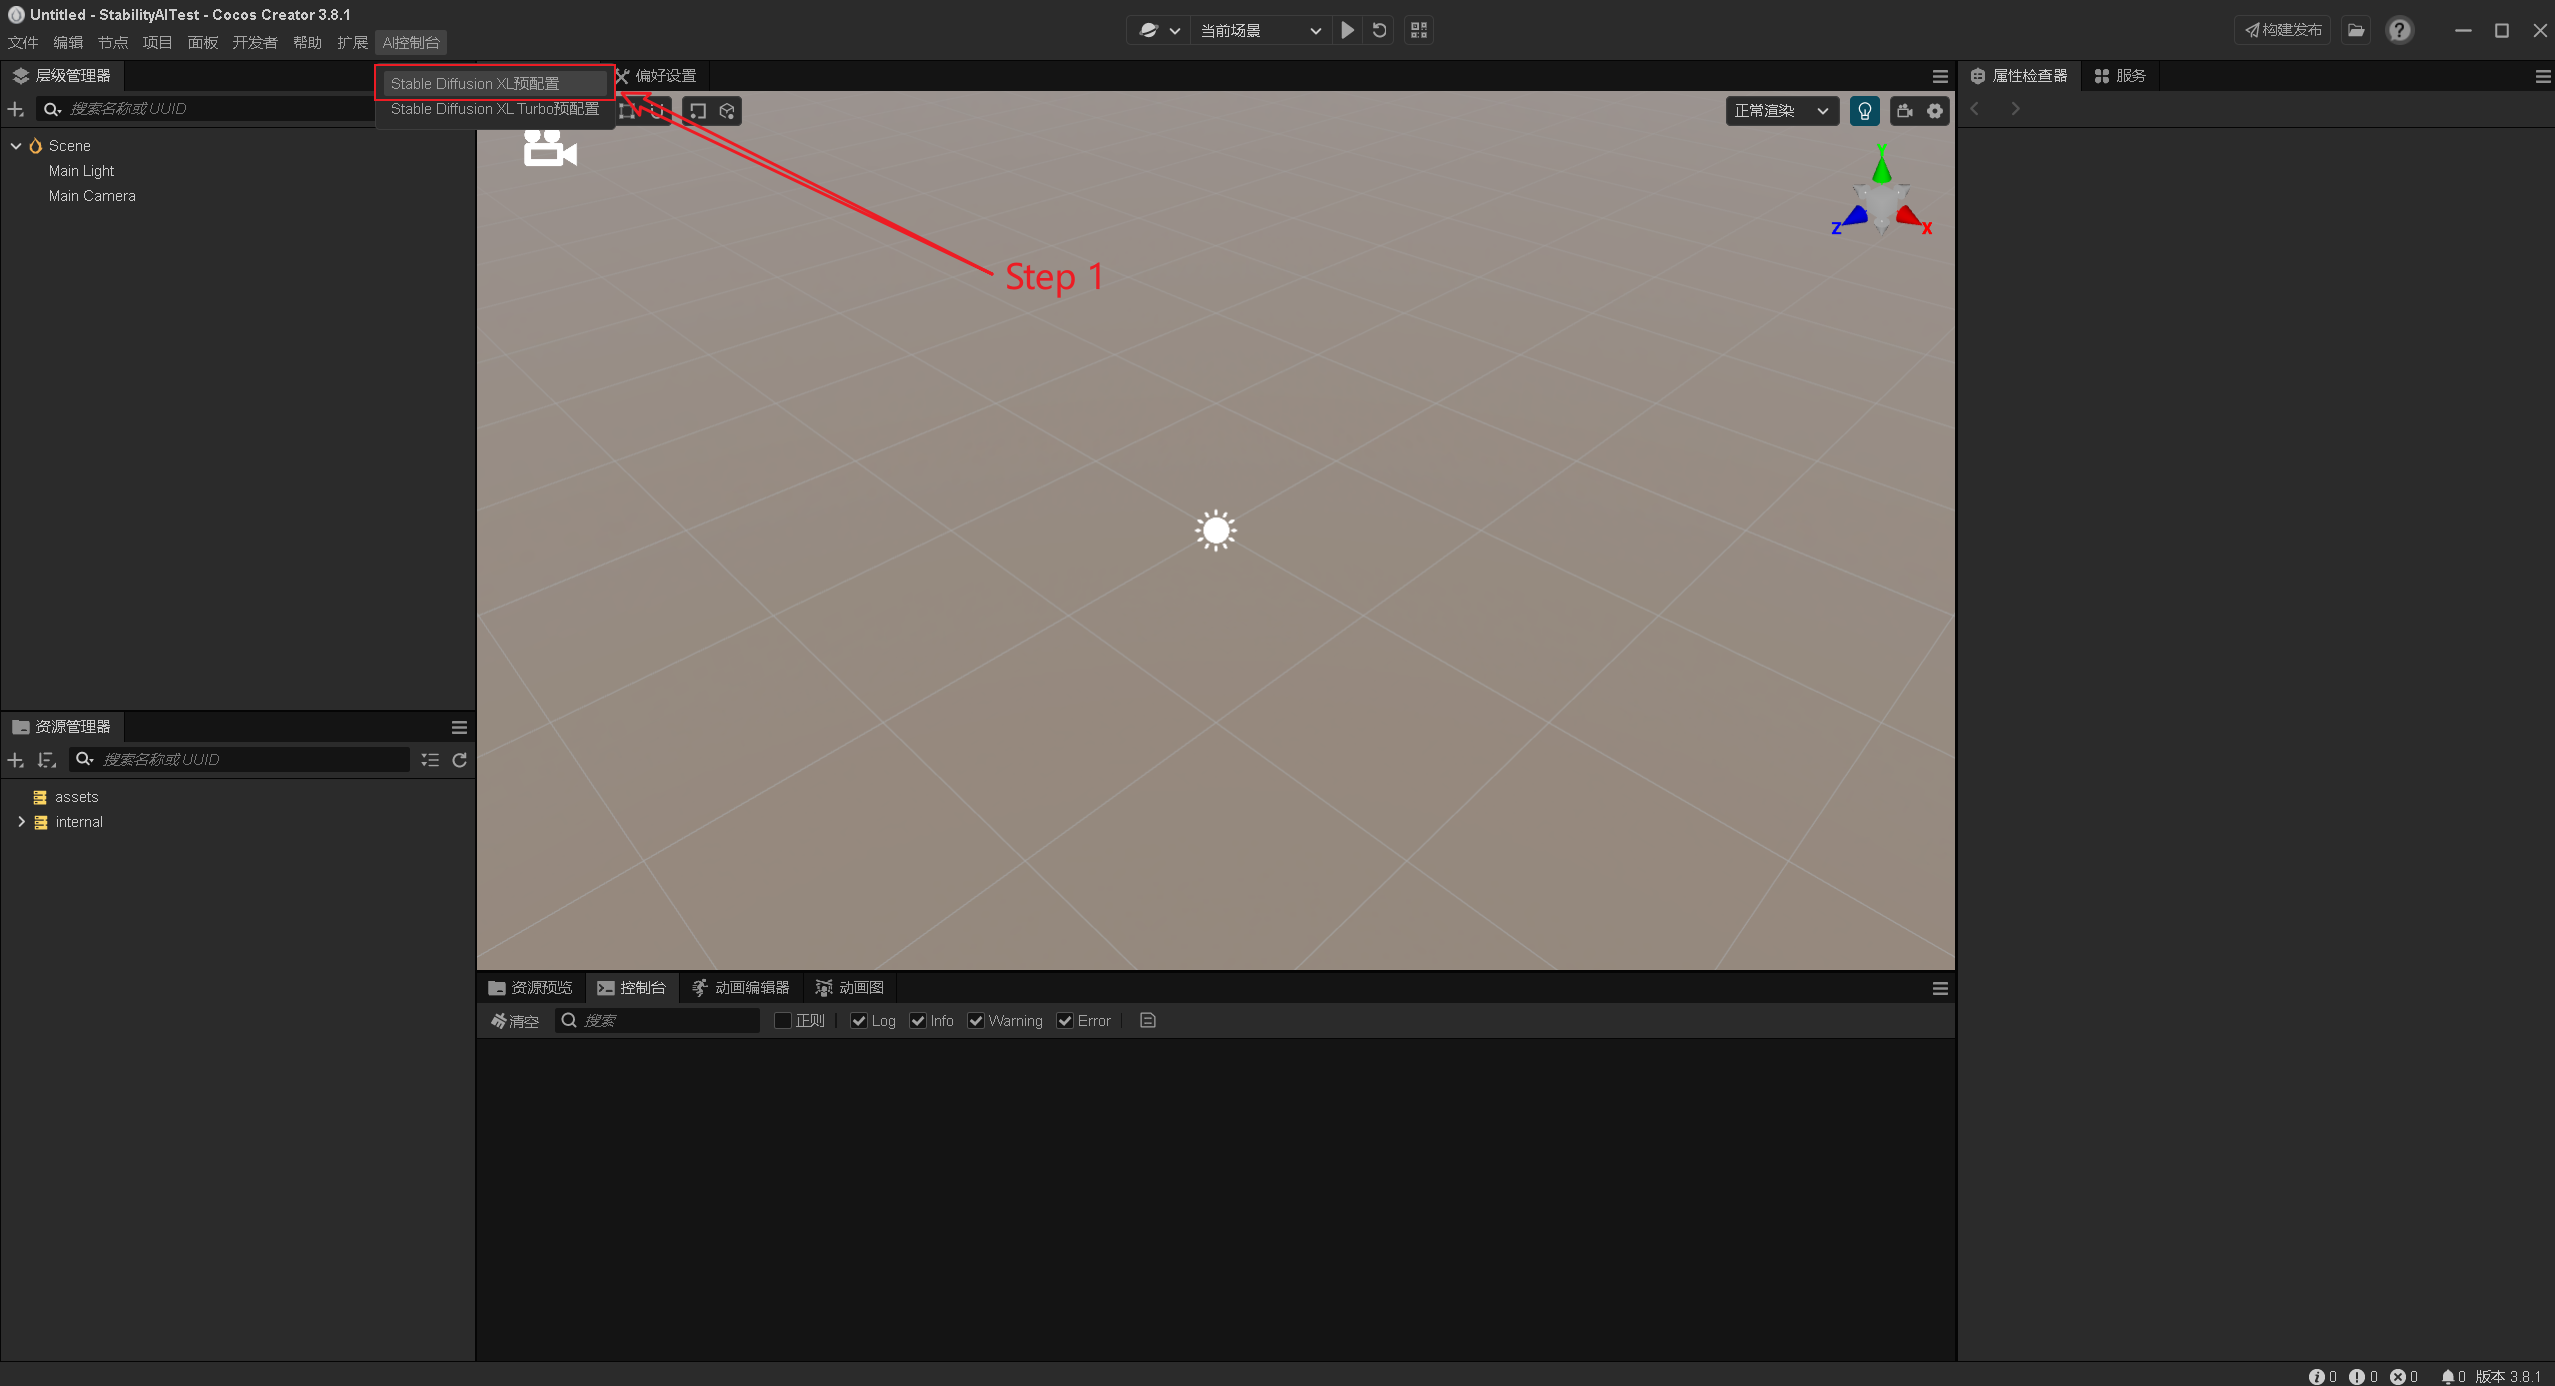 Untitled - StabilityAITest - Cocos Creator 3.8.1
文件 编辑 节点 项目 面板 开发者 帮助 扩展 AI控制台
当前场景
构建发布
层级管理器
Stable Diffusion XL预配置
偏好设置
属性检查器
服务
搜索名称或 UUID
Stable Diffusion XL Turbo预配置
正常渲染
Scene
Main Light
Main Camera
Y
Z
X
Step 1
资源管理器
搜索名称或 UUID
assets
internal
资源预览
控制台
动画编辑器
动画图
清空
搜索
正则
Log
Info
Warning
Error
0 0 0 0 版本 3.8.1